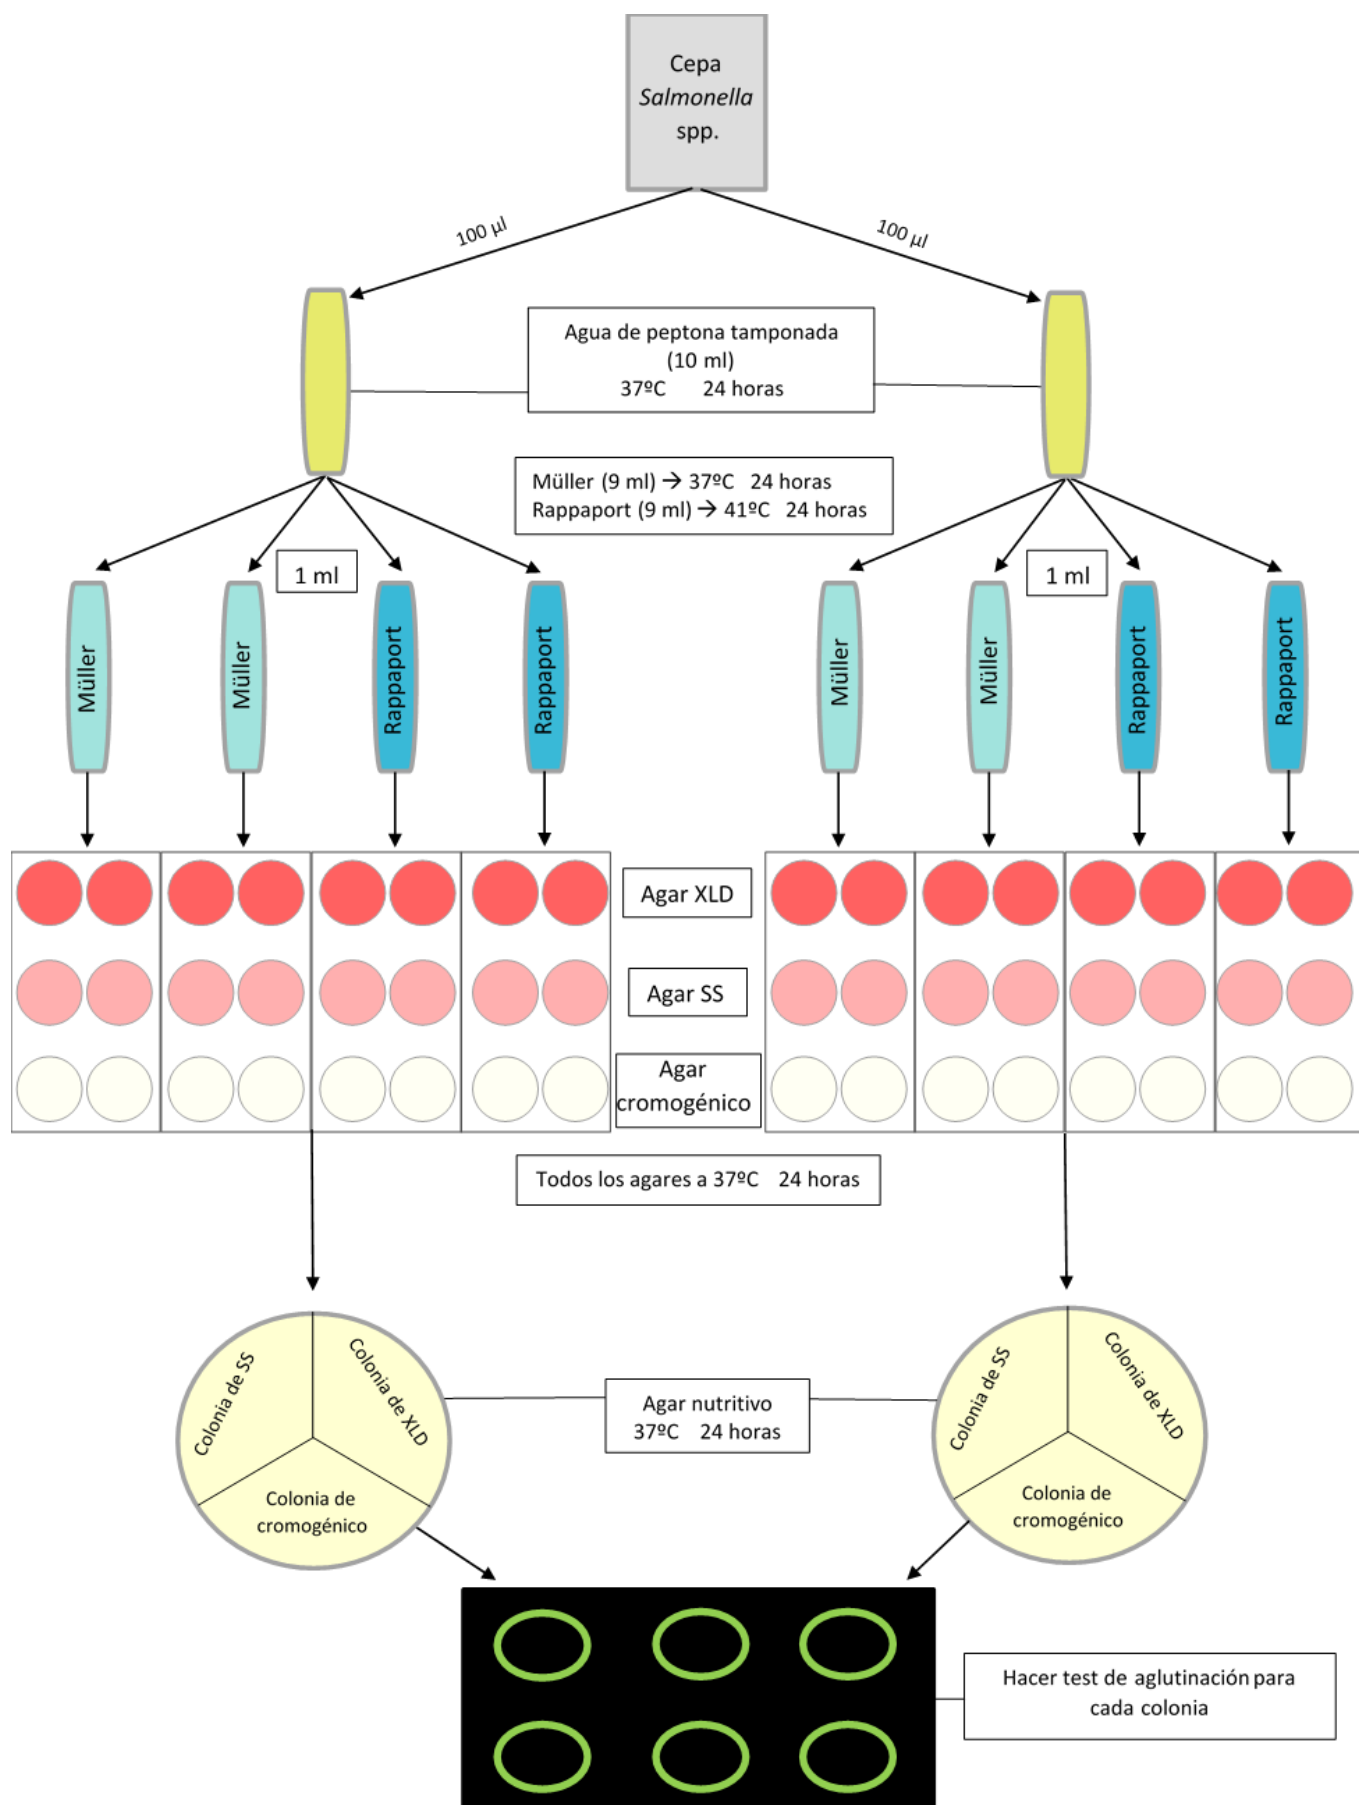 Cepa
Salmonella
spp.
100 µl
100 µl
Agua de peptona tamponada
(10 ml)
37ºC 24 horas
Müller (9 ml) → 37ºC 24 horas
Rappaport (9 ml) → 41ºC 24 horas
1 ml
1 ml
Müller
Müller
Rappaport
Rappaport
Müller
Müller
Rappaport
Rappaport
Agar XLD
Agar SS
Agar
cromogénico
Todos los agares a 37ºC 24 horas
Colonia de SS
Colonia de XLD
Colonia de
cromogénico
Agar nutritivo
37ºC 24 horas
Colonia de SS
Colonia de XLD
Colonia de
cromogénico
Hacer test de aglutinación para
cada colonia